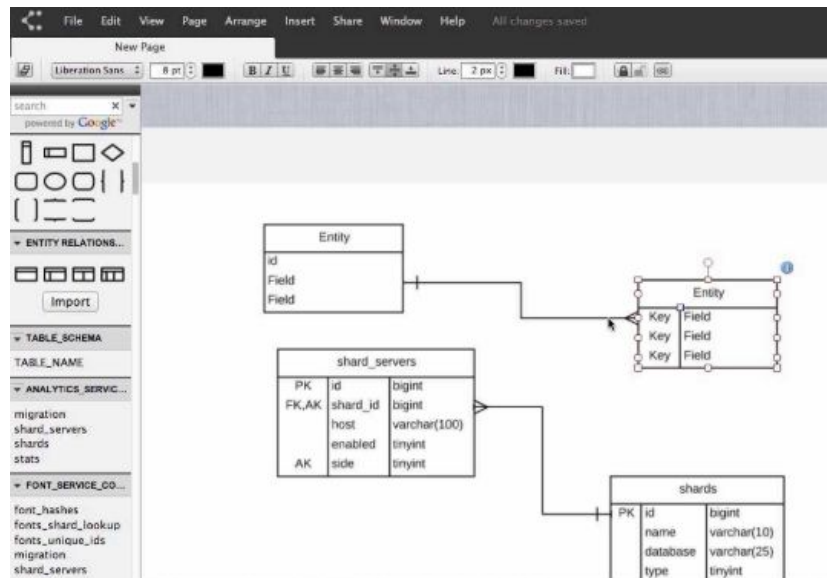 File Edit View Page Arrange Insert Share Window Help All changes saved
New Page
Liberation Sans 8 pt B I U Line: 2 px Fill:
search
powered by Google™
ENTITY RELATIONS...
Import
TABLE_SCHEMA
TABLE_NAME
ANALYTICS_SERVIC...
migration
shard_servers
shards
stats
FONT_SERVICE_CO...
font_hashes
fonts_shard_lookup
fonts_unique_ids
migration
shard_servers
Entity
id
Field
Field
Entity
Key Field
Key Field
Key Field
shard_servers
PK id bigint
FK,AK shard_id bigint
host varchar(100)
enabled tinyint
AK side tinyint
shards
PK id bigint
name varchar(10)
database varchar(25)
type tinyint